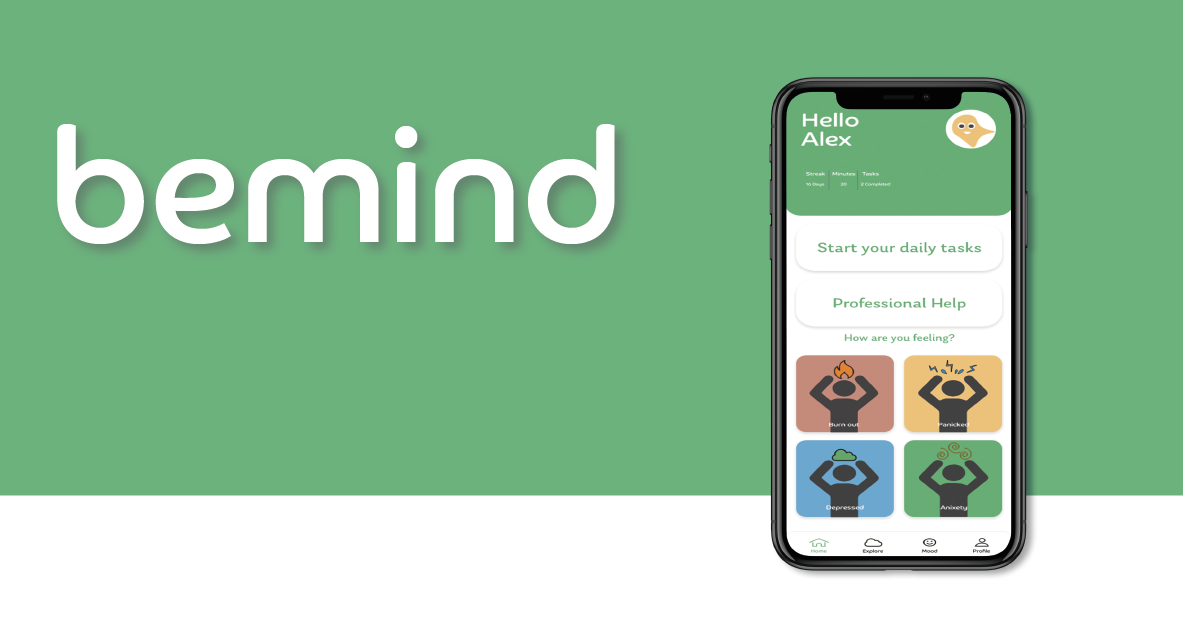 bemind
Hello
Alex
Streak Minutes Tasks
16 Days 20 2 Completed
Start your daily tasks
Professional Help
How are you feeling?
Burn out Panicked
Depressed Anixety
Home Explore Mood Profile